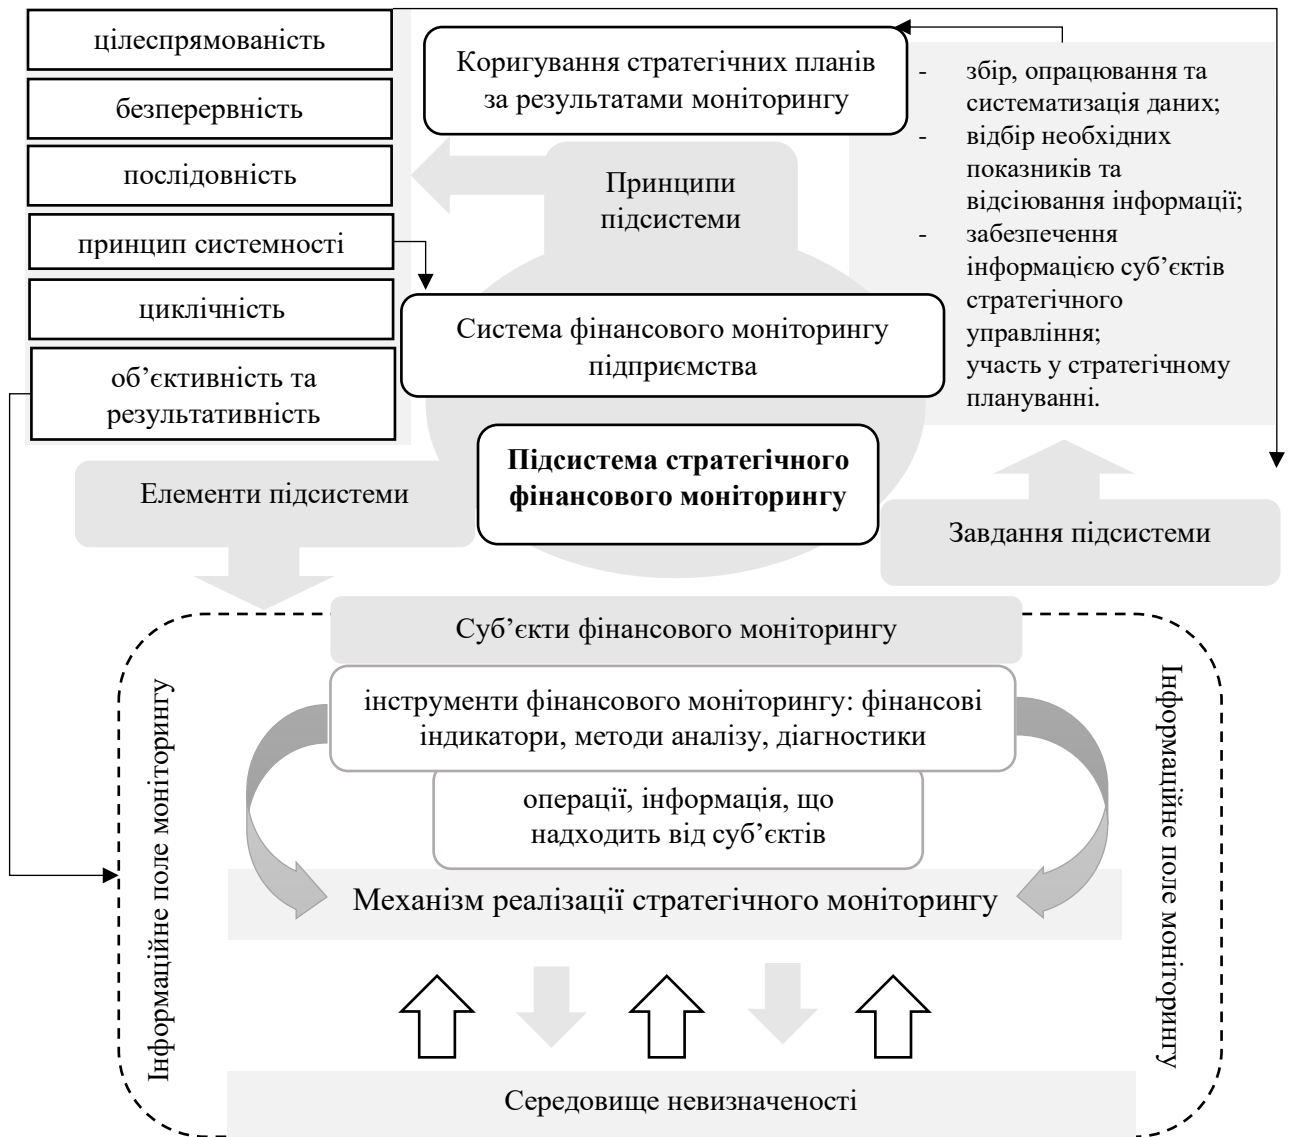 цілеспрямованість
безперервність
послідовність
принцип системності
циклічність
об’єктивність та
результативність
Коригування стратегічних планів
за результатами моніторингу
Принципи
підсистеми
- збір, опрацювання та
систематизація даних;
- відбір необхідних
показників та
відсіювання інформації;
- забезпечення
інформацією суб’єктів
стратегічного
управління;
участь у стратегічному
плануванні.
Система фінансового моніторингу
підприємства
Підсистема стратегічного
фінансового моніторингу
Елементи підсистеми
Завдання підсистеми
Суб’єкти фінансового моніторингу
інструменти фінансового моніторингу: фінансові
індикатори, методи аналізу, діагностики
операції, інформація, що
надходить від суб’єктів
Механізм реалізації стратегічного моніторингу
Інформаційне поле моніторингу
Інформаційне поле моніторингу
Середовище невизначеності